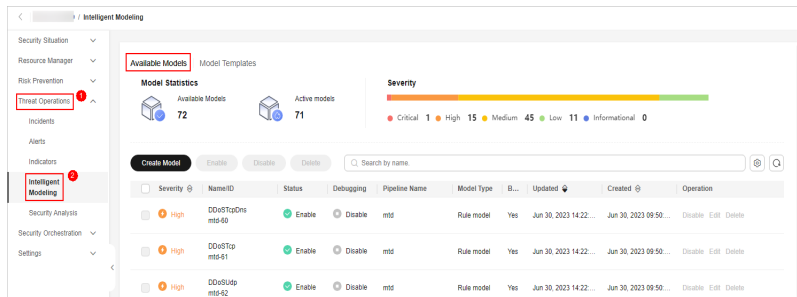 / Intelligent Modeling
Security Situation
Resource Manager
Risk Prevention
Threat Operations 1
Incidents
Alerts
Indicators
Intelligent
Modeling
2
Security Analysis
Security Orchestration
Settings
Available Models Model Templates
Model Statistics
Available Models
72
Active models
71
Severity
Critical 1 High 15 Medium 45 Low 11 Informational 0
Create Model Enable Disable Delete Search by name.
Severity Name/ID Status Debugging Pipeline Name Model Type B... Updated Created Operation
High DDoSTcpDns Enable Disable mtd Rule model Yes Jun 30, 2023 14:22:... Jun 30, 2023 09:50:... Disable Edit Delete
mtd-60
High DDoSTcp Enable Disable mtd Rule model Yes Jun 30, 2023 14:22:... Jun 30, 2023 09:50:... Disable Edit Delete
mtd-61
High DDoSUdp Enable Disable mtd Rule model Yes Jun 30, 2023 14:22:... Jun 30, 2023 09:50:... Disable Edit Delete
mtd-62